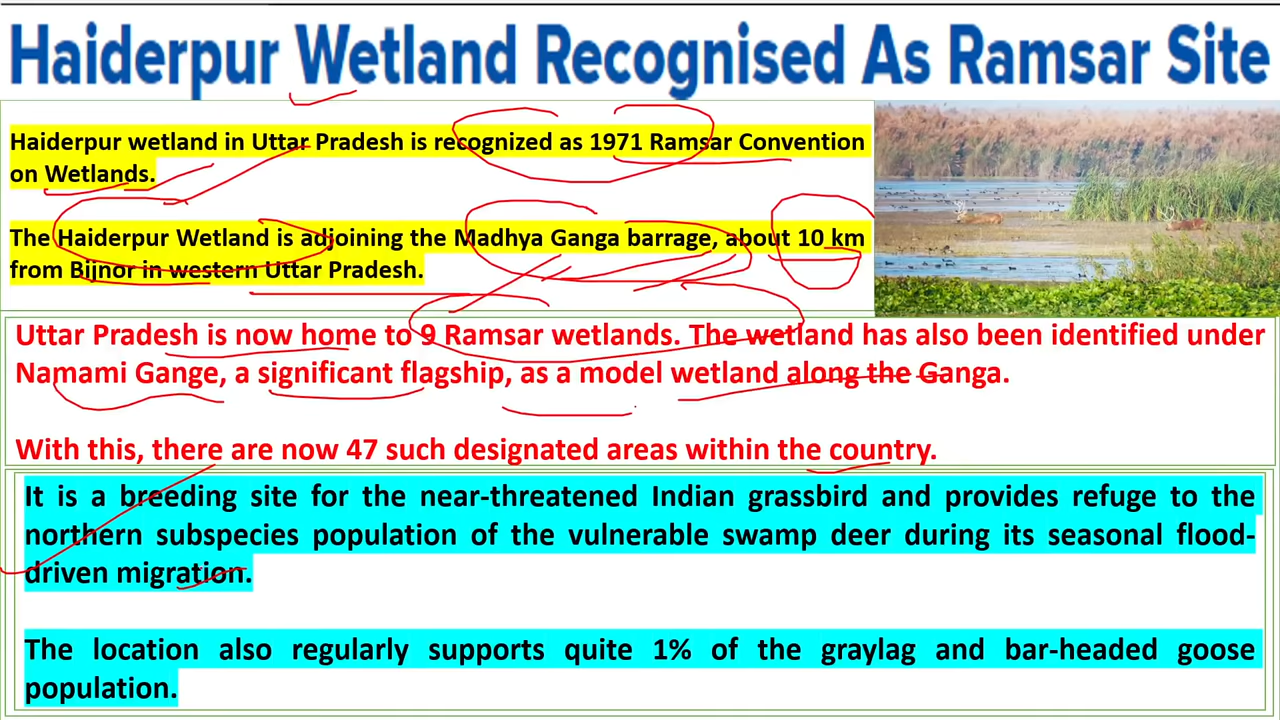 Haiderpur Wetland Recognised As Ramsar Site
Haiderpur wetland in Uttar Pradesh is recognized as 1971 Ramsar Convention
on Wetlands.
The Haiderpur Wetland is adjoining the Madhya Ganga barrage, about 10 km
from Bijnor in western Uttar Pradesh.
Uttar Pradesh is now home to 9 Ramsar wetlands. The wetland has also been identified under
Namami Gange, a significant flagship, as a model wetland along the Ganga.
With this, there are now 47 such designated areas within the country.
It is a breeding site for the near-threatened Indian grassbird and provides refuge to the
northern subspecies population of the vulnerable swamp deer during its seasonal flood-
driven migration.
The location also regularly supports quite 1% of the graylag and bar-headed goose
population.